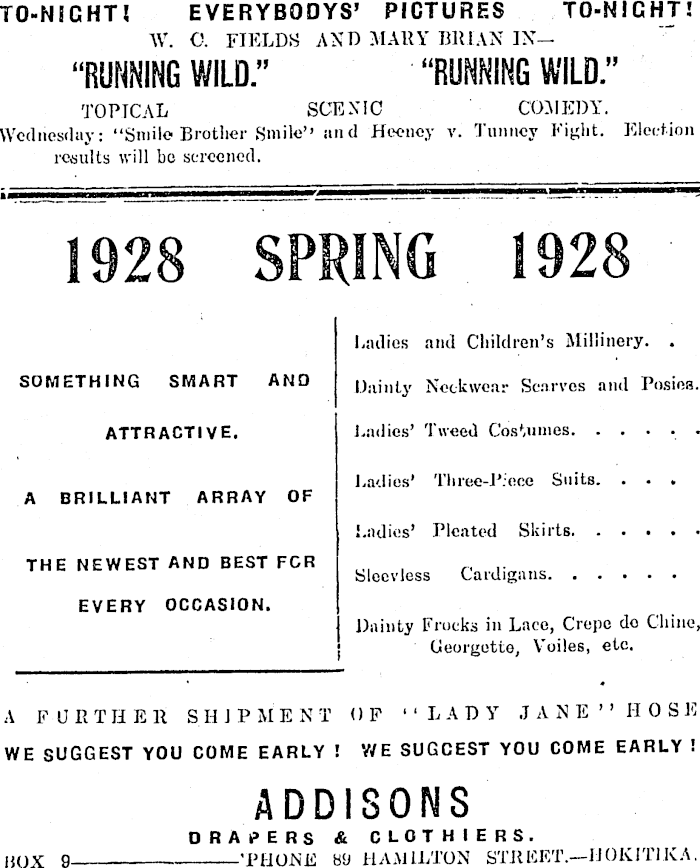 TO-NIGHT! EVERYBODYS' PICTURES TO-NIGHT!
W. C. FIELDS AND MARY BRIAN IN—
"RUNNING WILD." "RUNNING WILD."
TOPICAL SCENIC COMEDY.
Wednesday: "Smile Brother Smile" and Heeney v. Tunney Fight. Election
results will be screened.
1928 SPRING 1928
SOMETHING SMART AND
ATTRACTIVE.
A BRILLIANT ARRAY OF
THE NEWEST AND BEST FOR
EVERY OCCASION.
Ladies and Children's Millinery. .
Dainty Neckwear Scarves and Posies.
Ladies' Tweed Costumes. . . . . .
Ladies' Three-Piece Suits. . . .
Ladies' Pleated Skirts. . . . . .
Sleevless Cardigans. . . . . .
Dainty Frocks in Lace, Crepe de Chine,
Georgette, Voiles, etc.
A FURTHER SHIPMENT OF "LADY JANE" HOSE
WE SUGGEST YOU COME EARLY! WE SUGGEST YOU COME EARLY!
ADDISONS
DRAPERS & CLOTHIERS.
BOX 9——————'PHONE 89 HAMILTON STREET.—HOKITIKA.